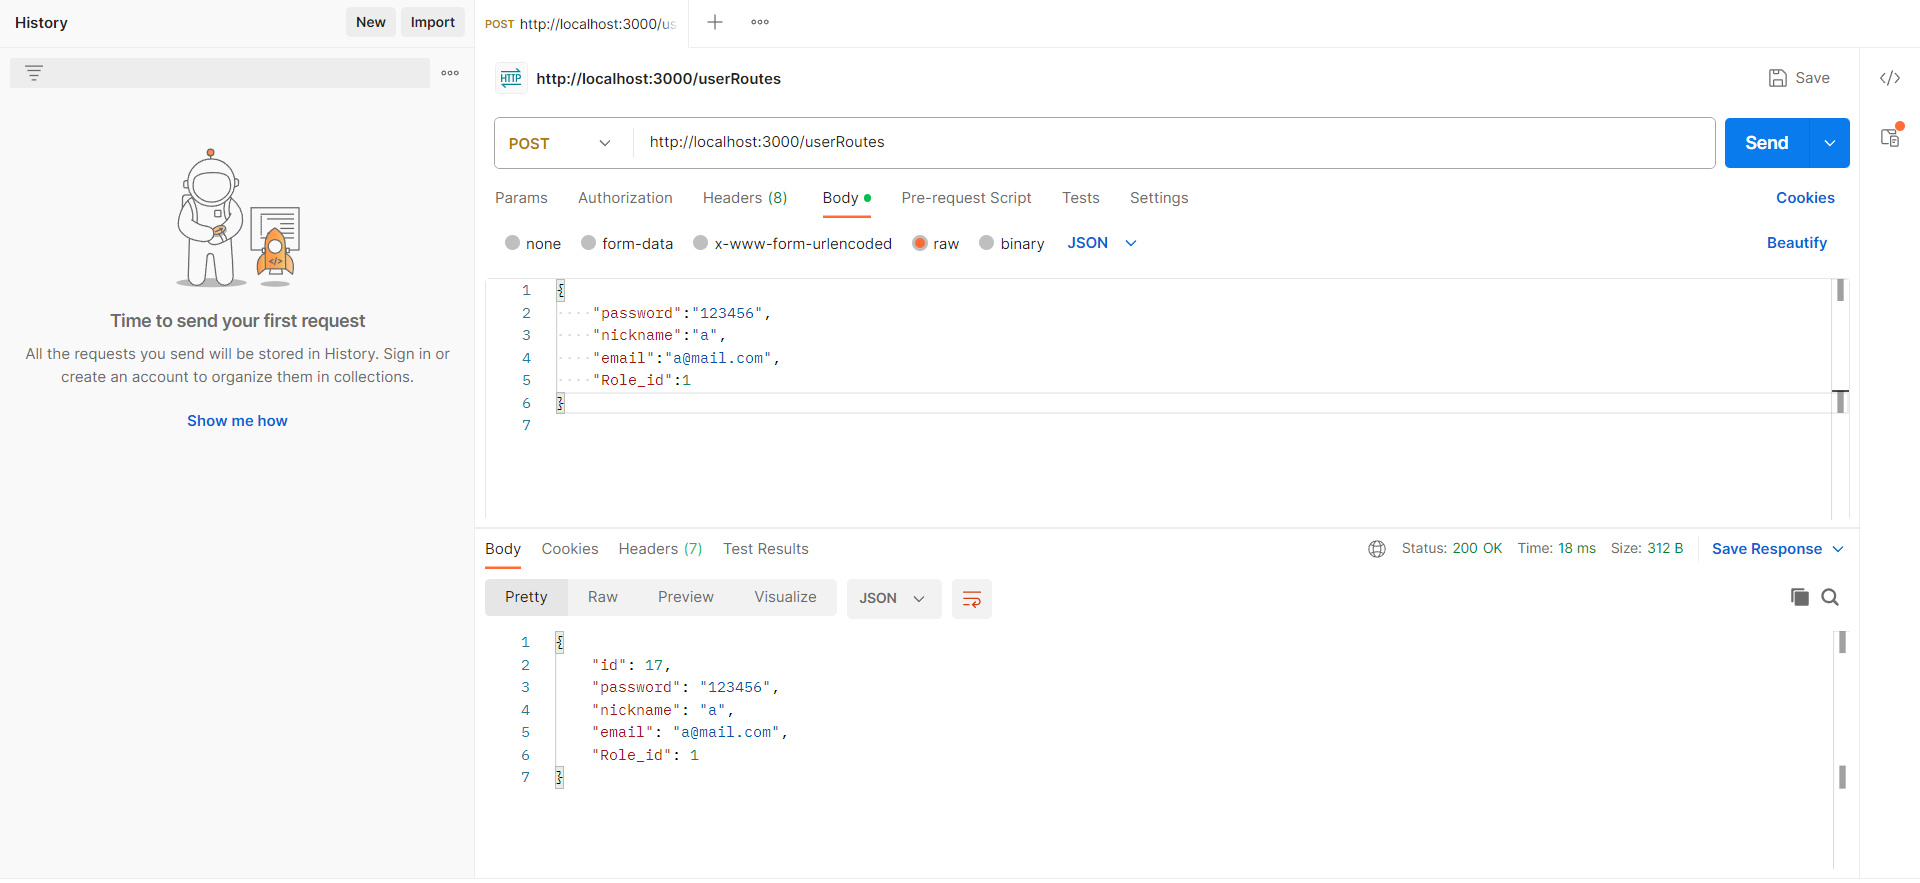 History
New
Import
POST http://localhost:3000/us
HTTP http://localhost:3000/userRoutes
Save
POST
http://localhost:3000/userRoutes
Send
Params
Authorization
Headers (8)
Body
Pre-request Script
Tests
Settings
Cookies
none
form-data
x-www-form-urlencoded
raw
binary
JSON
Beautify
1 {
2 "password":"123456",
3 "nickname":"a",
4 "email":"a@mail.com",
5 "Role_id":1
6 }
7
</>
Time to send your first request
All the requests you send will be stored in History. Sign in or
create an account to organize them in collections.
Show me how
Body
Cookies
Headers (7)
Test Results
Status: 200 OK
Time: 18 ms
Size: 312 B
Save Response
Pretty
Raw
Preview
Visualize
JSON
1 {
2 "id": 17,
3 "password": "123456",
4 "nickname": "a",
5 "email": "a@mail.com",
6 "Role_id": 1
7 }